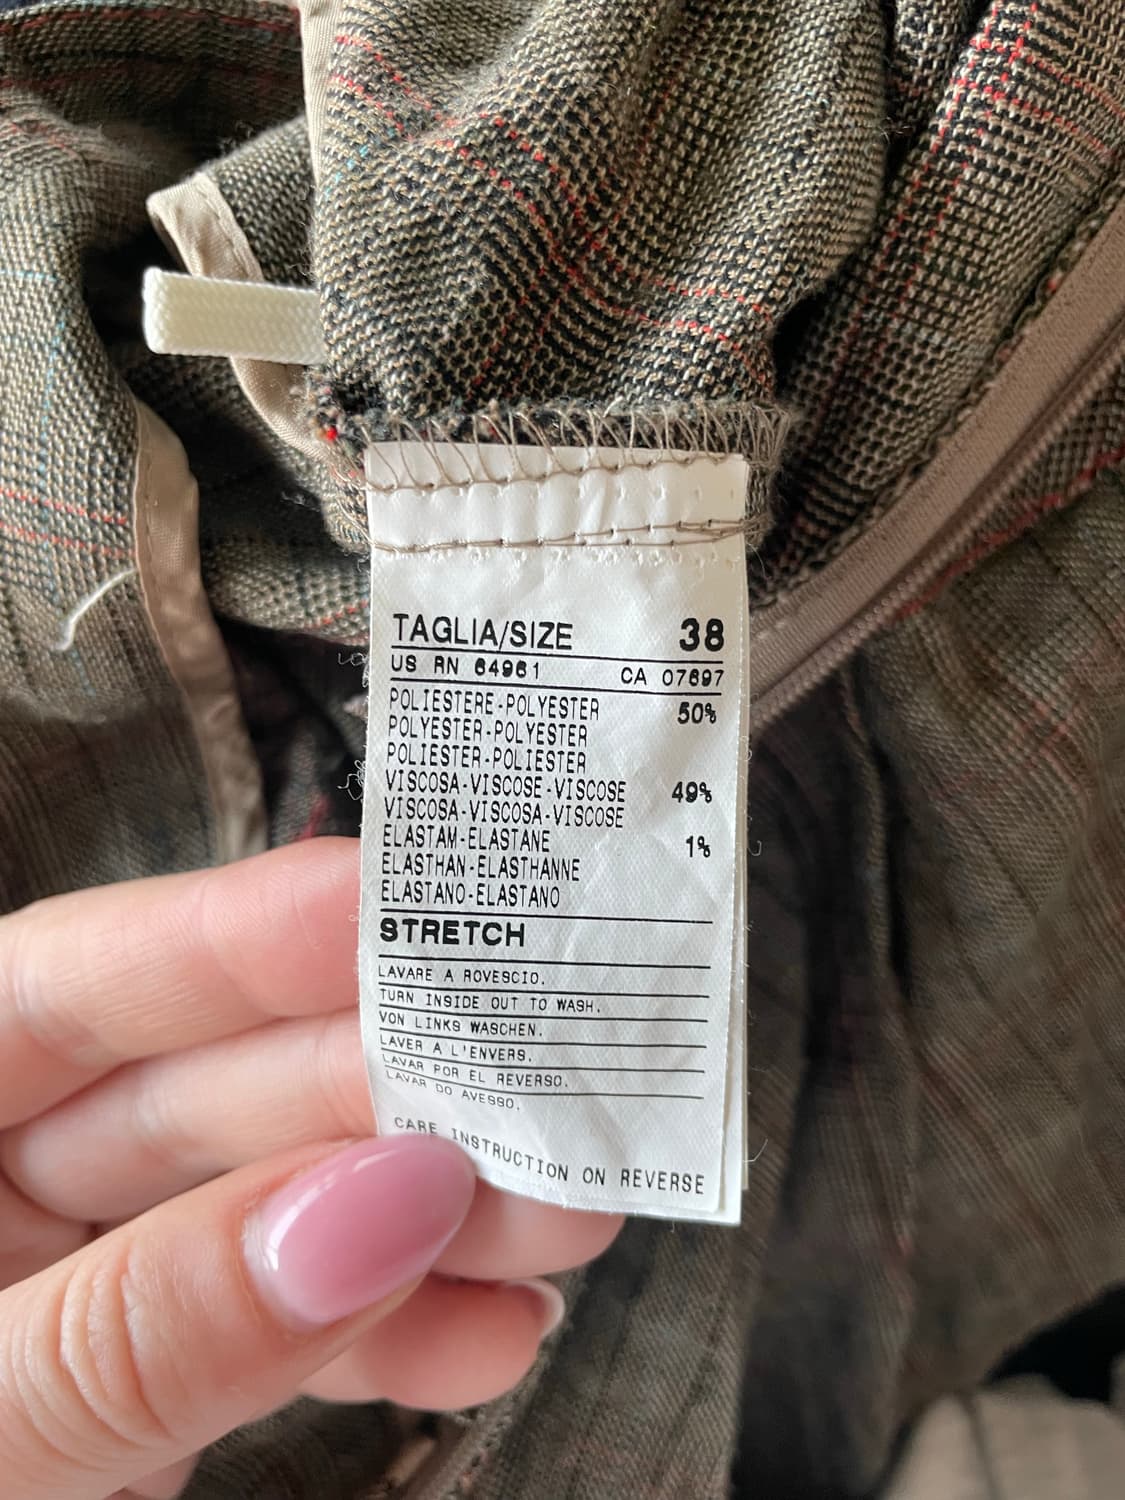 TAGLIA/SIZE 38
US RN 64961 CA 07697
POLIESTERE-POLYESTER 50%
POLYESTER-POLYESTER
POLIESTER-POLIESTER
VISCOSA-VISCOSE-VISCOSE 49%
VISCOSA-VISCOSA-VISCOSE
ELASTAM-ELASTANE 1%
ELASTHAN-ELASTHANNE
ELASTANO-ELASTANO
STRETCH
LAVARE A ROVESCIO.
TURN INSIDE OUT TO WASH.
VON LINKS WASCHEN.
LAVER A L'ENVERS.
LAVAR POR EL REVERSO.
LAVAR DO AVESSO.
CARE INSTRUCTION ON REVERSE